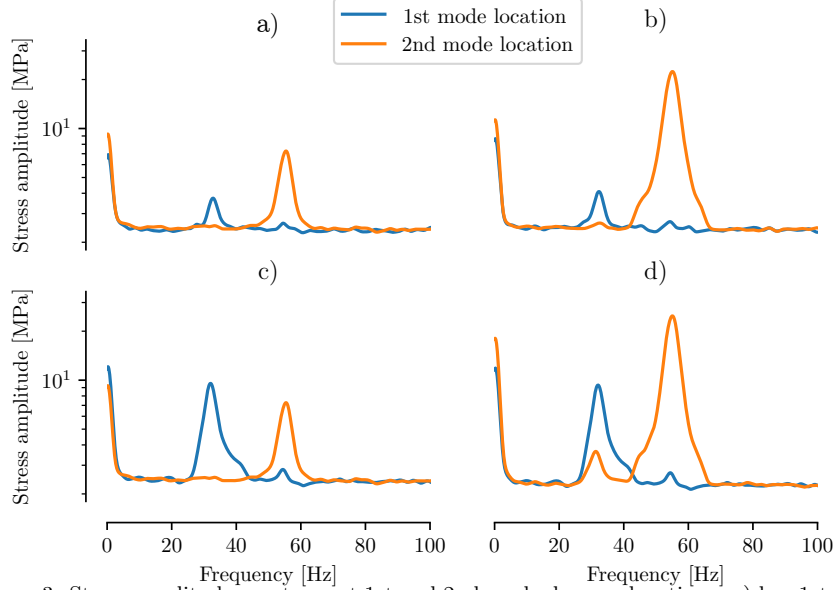 a)
1st mode location
2nd mode location
b)
Stress amplitude [MPa]
10¹
10¹
c)
d)
Stress amplitude [MPa]
10¹
0 20 40 60 80 100
Frequency [Hz]
0 20 40 60 80 100
Frequency [Hz]